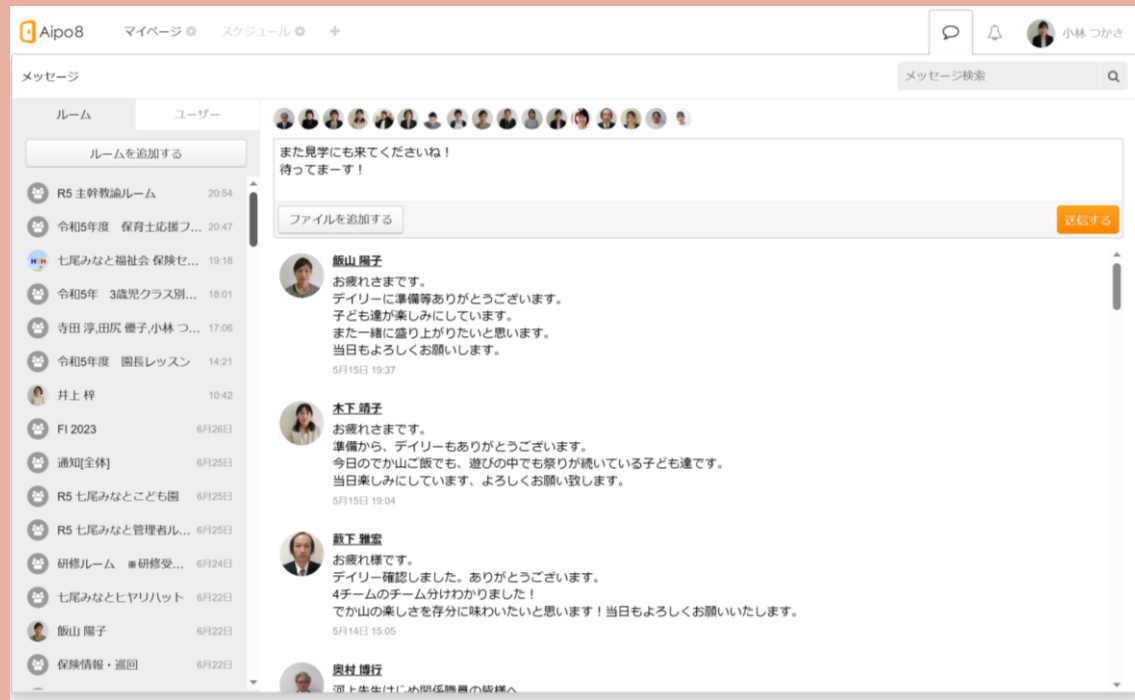 Aipo8
マイページ
スケジュール
小林 つかさ
メッセージ
メッセージ検索
ルーム
ユーザー
ルームを追加する
R5 主幹教諭ルーム 20:54
令和5年度 保育士応援フ... 20:47
七尾みなと福祉会 保険セ... 19:18
令和5年 3歳児クラス別... 18:01
寺田 淳,田尻 優子,小林 つ... 17:06
令和5年度 園長レッスン 14:21
井上 梓 10:42
FI 2023 6月26日
通知[全体] 6月25日
R5 七尾みなとこども園 6月25日
R5 七尾みなと管理者ル... 6月25日
研修ルーム ※研修受... 6月24日
七尾みなとヒヤリハット 6月22日
飯山 陽子 6月22日
保険情報・巡回 6月22日
また見学にも来てくださいね！
待ってまーす！
ファイルを追加する
送信する
飯山 陽子
お疲れさまです。
デイリーに準備等ありがとうございます。
子ども達が楽しみにしています。
また一緒に盛り上がりたいと思います。
当日もよろしくお願いします。
5月15日 19:37
木下 靖子
お疲れさまです。
準備から、デイリーもありがとうございます。
今日のでか山ご飯でも、遊びの中でも祭りが続いている子ども達です。
当日楽しみにしています、よろしくお願い致します。
5月15日 19:04
薮下 雅宏
お疲れ様です。
デイリー確認しました。ありがとうございます。
4チームのチーム分けわかりました！
でか山の楽しさを存分に味わいたいと思います！当日もよろしくお願いいたします。
5月14日 15:05
奥村 博行
河上先生はじめ関係職員の皆様へ